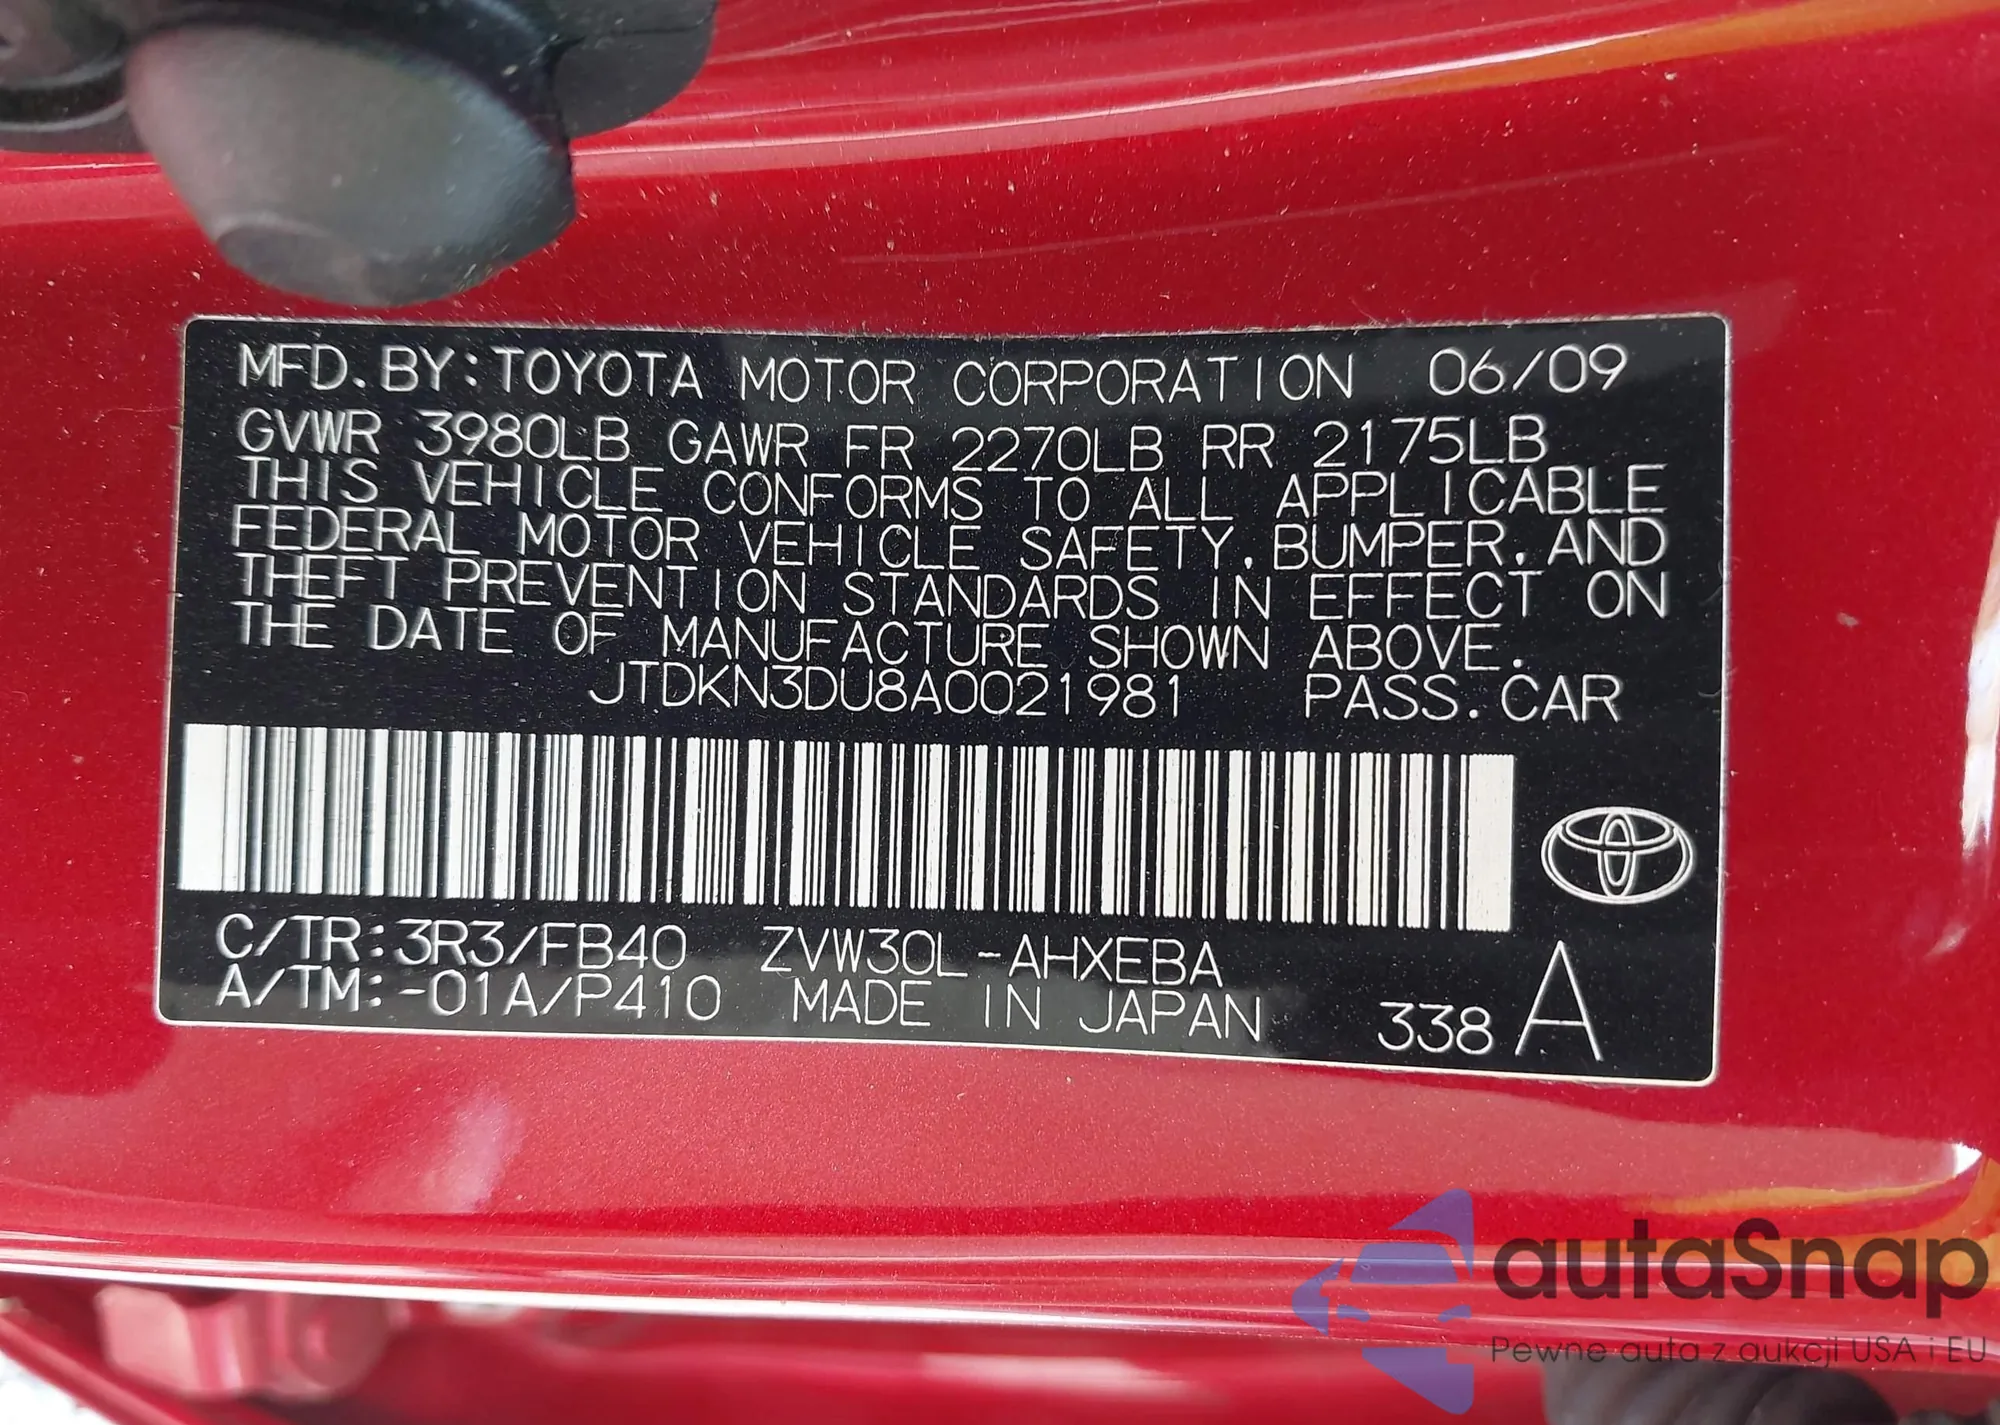 MFD. BY: TOYOTA MOTOR CORPORATION 06/09
GVWR 3980LB GAWR FR 2270LB RR 2175LB
THIS VEHICLE CONFORMS TO ALL APPLICABLE
FEDERAL MOTOR VEHICLE SAFETY, BUMPER, AND
THEFT PREVENTION STANDARDS IN EFFECT ON
THE DATE OF MANUFACTURE SHOWN ABOVE.
JTDKN3DU8A0021981 PASS. CAR
C/TR: 3R3/FB40 ZVW30L-AHXEBA
A/TM: -01A/P410 MADE IN JAPAN 338 A
autaSnap
Pewne auta z aukcji USA i EU